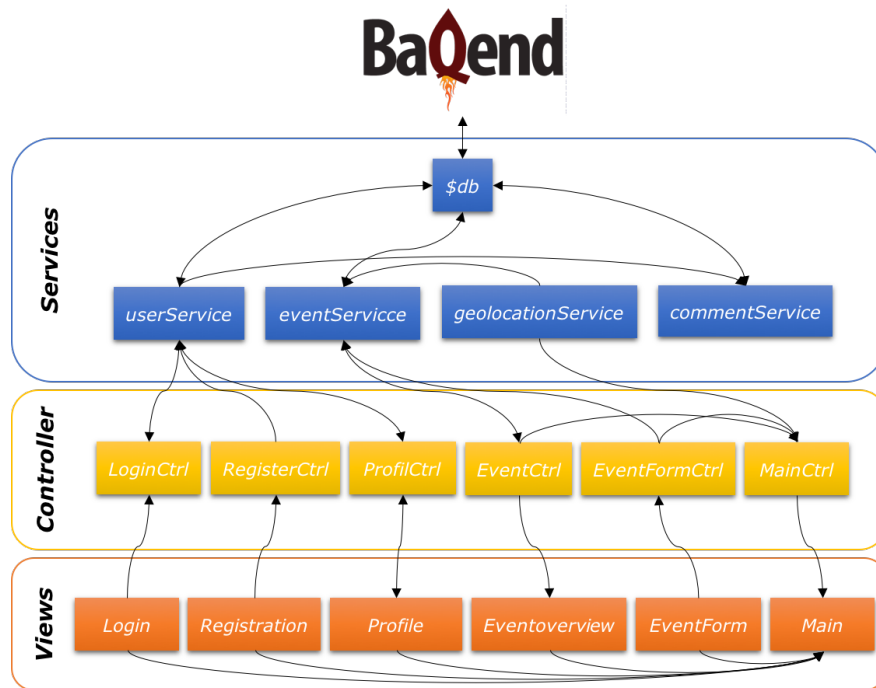 BaQend
Services
$db
userService
eventServicce
geolocationService
commentService
Controller
LoginCtrl
RegisterCtrl
ProfilCtrl
EventCtrl
EventFormCtrl
MainCtrl
Views
Login
Registration
Profile
Eventoverview
EventForm
Main